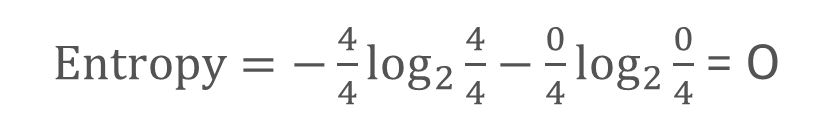 Entropy = − 4/4 log₂ 4/4 − 0/4 log₂ 0/4 = 0